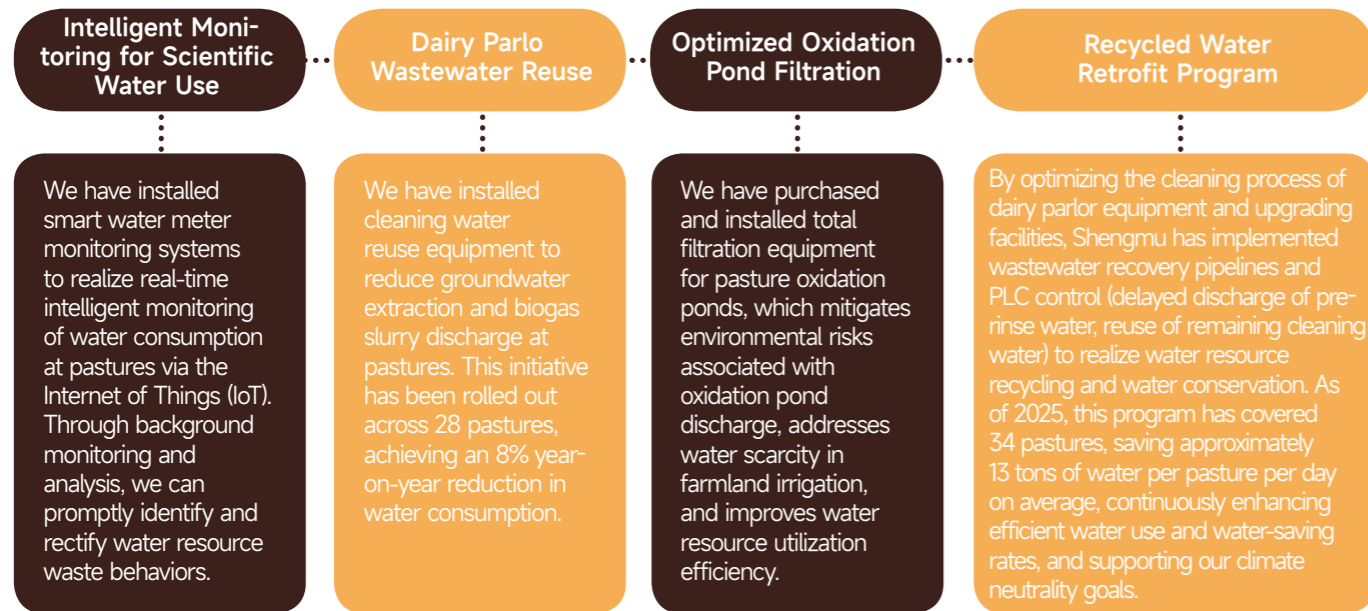 Intelligent Moni-
toring for Scientific
Water Use
Dairy Parlo
Wastewater Reuse
Optimized Oxidation
Pond Filtration
Recycled Water
Retrofit Program
We have installed
smart water meter
monitoring systems
to realize real-time
intelligent monitoring
of water consumption
at pastures via the
Internet of Things (IoT).
Through background
monitoring and
analysis, we can
promptly identify and
rectify water resource
waste behaviors.
We have installed
cleaning water
reuse equipment to
reduce groundwater
extraction and biogas
slurry discharge at
pastures. This initiative
has been rolled out
across 28 pastures,
achieving an 8% year-
on-year reduction in
water consumption.
We have purchased
and installed total
filtration equipment
for pasture oxidation
ponds, which mitigates
environmental risks
associated with
oxidation pond
discharge, addresses
water scarcity in
farmland irrigation,
and improves water
resource utilization
efficiency.
By optimizing the cleaning process of
dairy parlor equipment and upgrading
facilities, Shengmu has implemented
wastewater recovery pipelines and
PLC control (delayed discharge of pre-
rinse water, reuse of remaining cleaning
water) to realize water resource
recycling and water conservation. As
of 2025, this program has covered
34 pastures, saving approximately
13 tons of water per pasture per day
on average, continuously enhancing
efficient water use and water-saving
rates, and supporting our climate
neutrality goals.